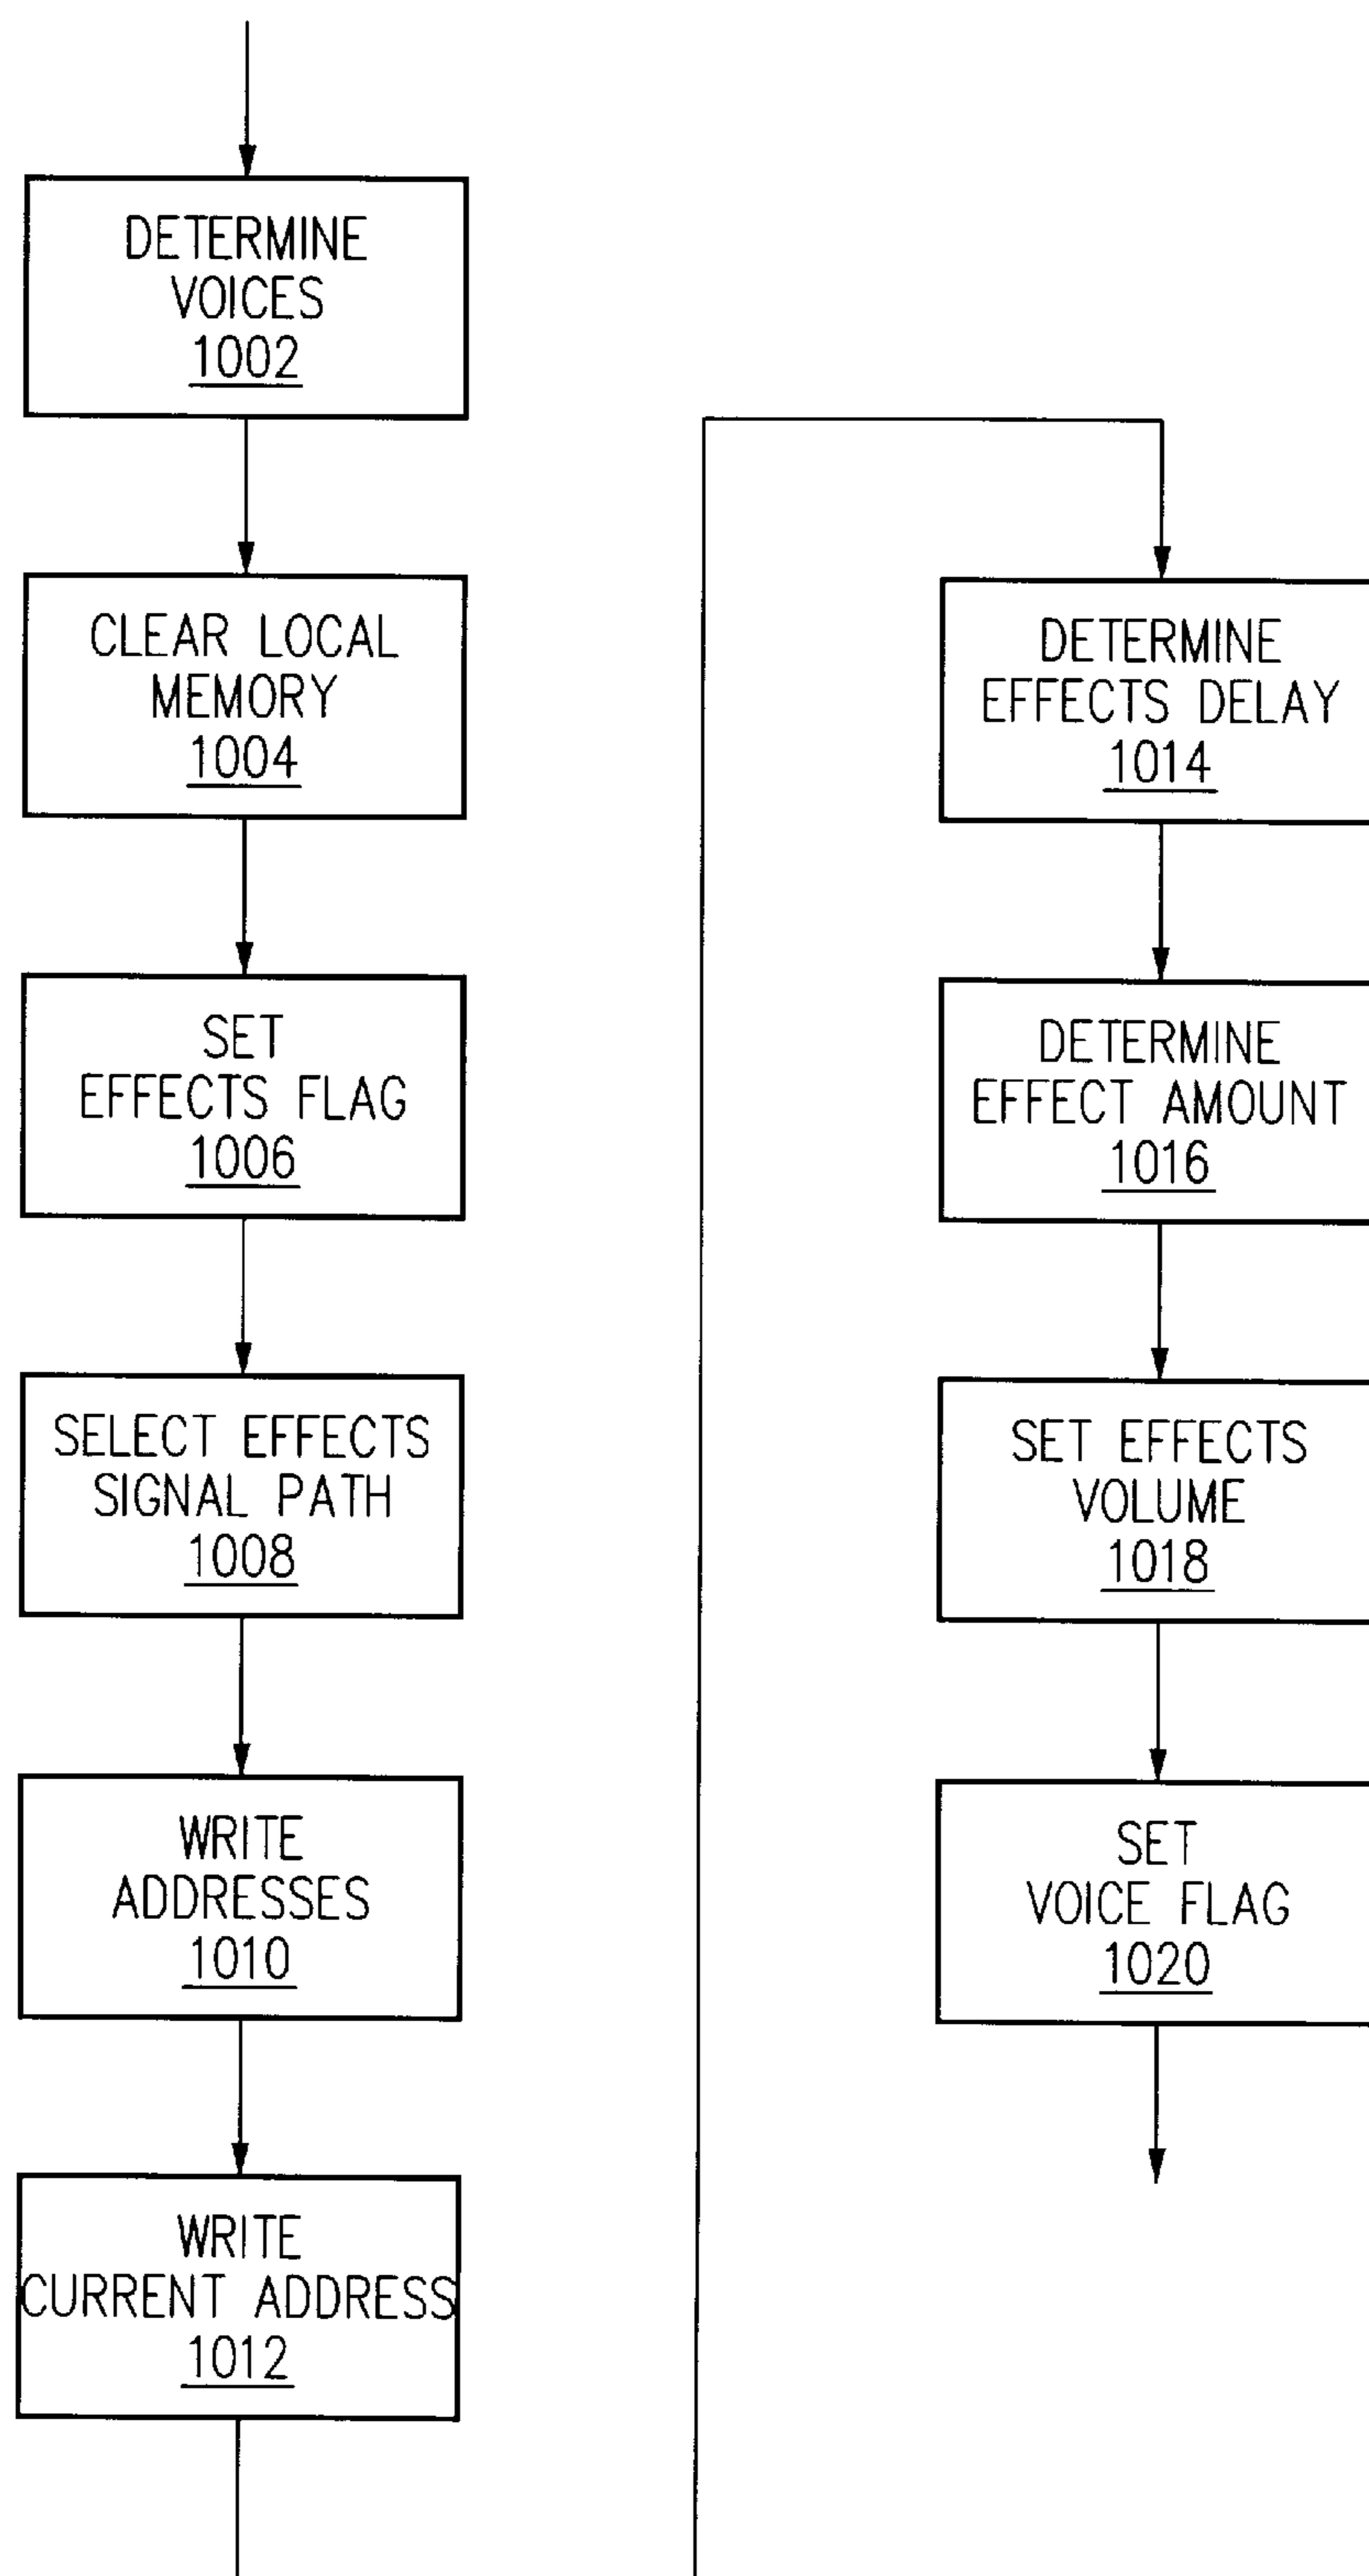 DETERMINE
VOICES
1002
CLEAR LOCAL
MEMORY
1004
SET
EFFECTS FLAG
1006
SELECT EFFECTS
SIGNAL PATH
1008
WRITE
ADDRESSES
1010
WRITE
CURRENT ADDRESS
1012
DETERMINE
EFFECTS DELAY
1014
DETERMINE
EFFECT AMOUNT
1016
SET EFFECTS
VOLUME
1018
SET
VOICE FLAG
1020